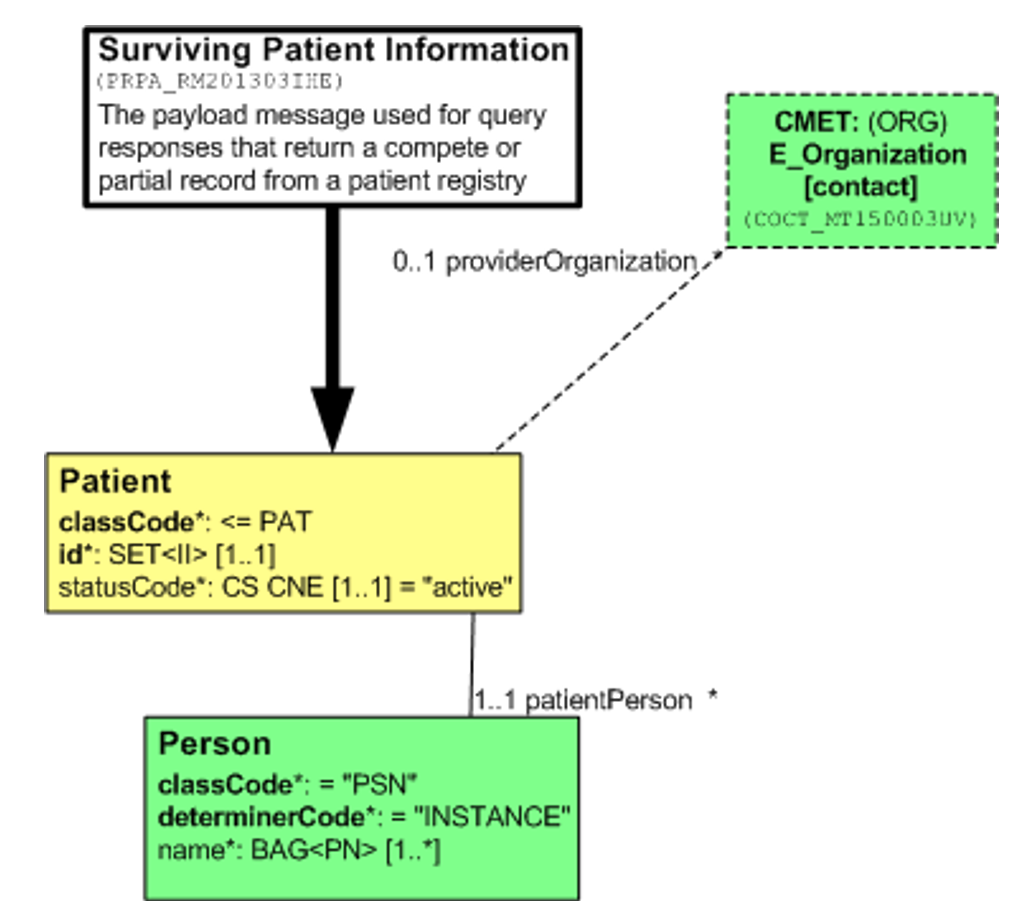 Surviving Patient Information
(PRPA_RM201303IHE)
The payload message used for query
responses that return a compete or
partial record from a patient registry
CMET: (ORG)
E_Organization
[contact]
(COCT_MT150003UV)
0..1 providerOrganization
Patient
classCode*: <= PAT
id*: SET<II> [1..1]
statusCode*: CS CNE [1..1] = "active"
1..1 patientPerson *
Person
classCode*: = "PSN"
determinerCode*: = "INSTANCE"
name*: BAG<PN> [1..*]